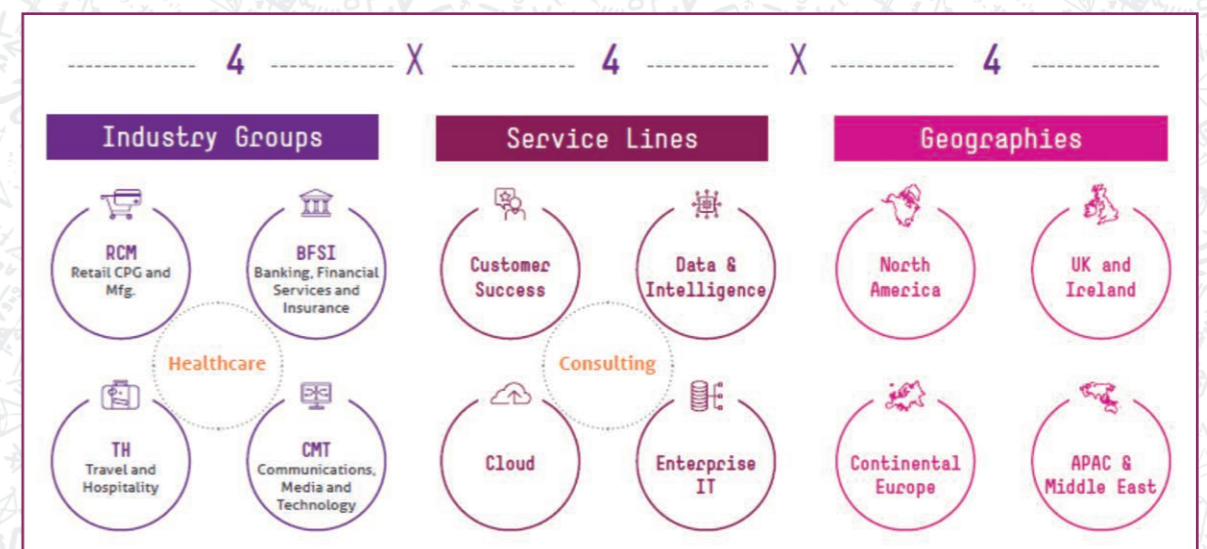 4 X 4 X 4
Industry Groups
RCM
Retail CPG and
Mfg.
BFSI
Banking, Financial
Services and
Insurance
Healthcare
TH
Travel and
Hospitality
CMT
Communications,
Media and
Technology
Service Lines
Customer
Success
Data &
Intelligence
Consulting
Cloud
Enterprise
IT
Geographies
North
America
UK and
Ireland
Continental
Europe
APAC &
Middle East